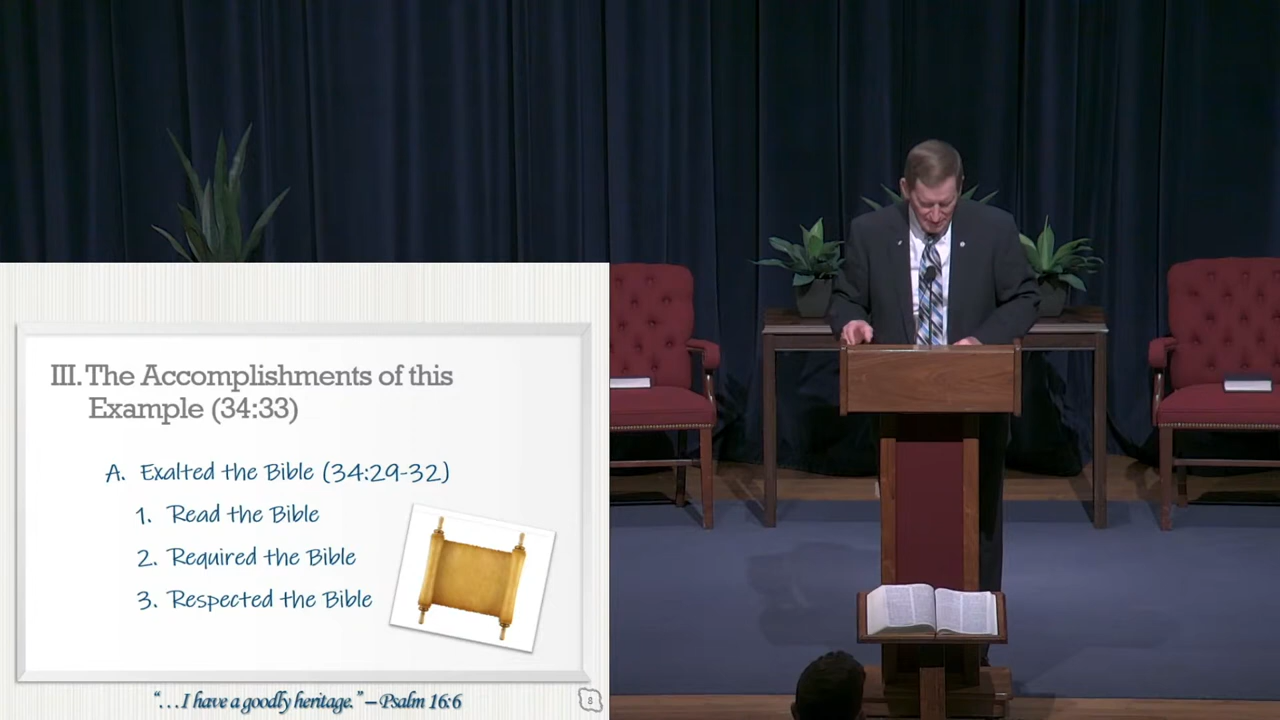 III. The Accomplishments of this
Example (34:33)
A. Exalted the Bible (34:29-32)
1. Read the Bible
2. Required the Bible
3. Respected the Bible
“…I have a goodly heritage.” – Psalm 16:6